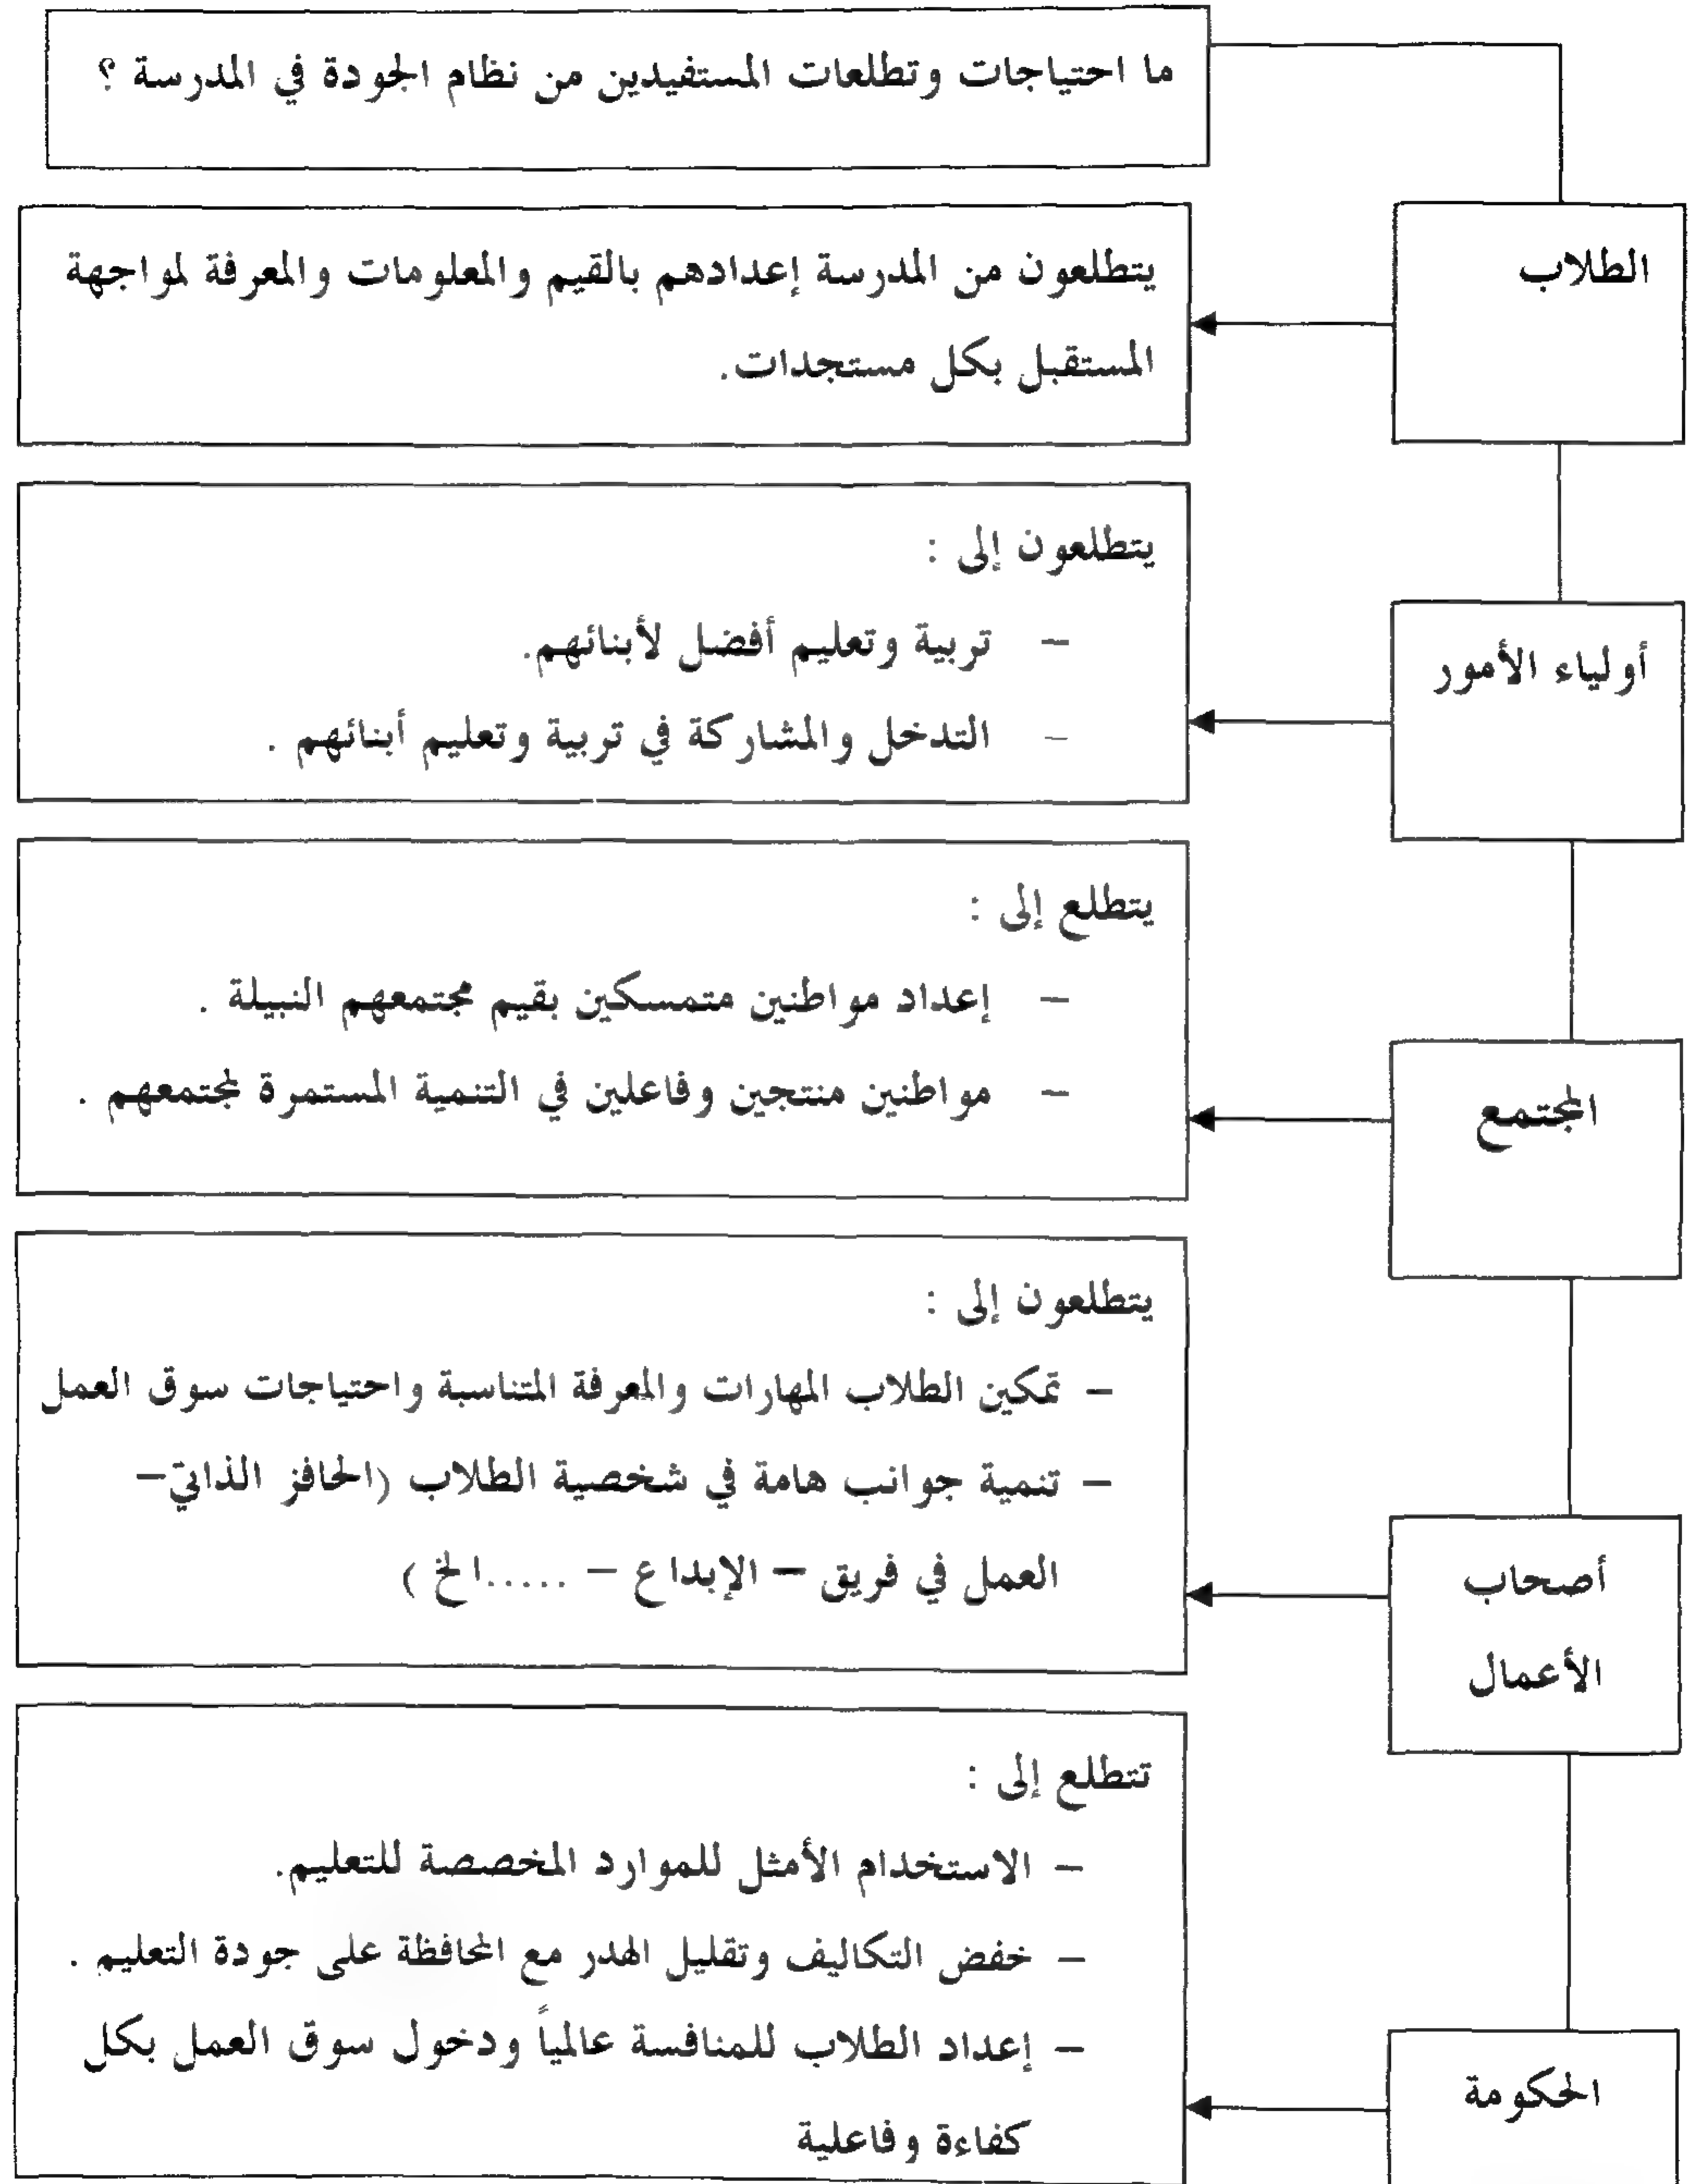 ما احتياجات وتطلعات المستفيدين من نظام الجودة في المدرسة ؟
الطلاب
يتطلعون من المدرسة إعدادهم بالقيم والمعلومات والمعرفة لمواجهة
المستقبل بكل مستجدات.
أولياء الأمور
يتطلعون إلى :
– تربية وتعليم أفضل لأبنائهم.
– التدخل والمشاركة في تربية وتعليم أبنائهم .
المجتمع
يتطلع إلى :
– إعداد مواطنين متمسكين بقيم مجتمعهم النبيلة .
– مواطنين منتجين وفاعلين في التنمية المستمرة لمجتمعهم .
أصحاب
الأعمال
يتطلعون إلى :
– تمكين الطلاب المهارات والمعرفة المتناسبة واحتياجات سوق العمل
– تنمية جوانب هامة في شخصية الطلاب (الحافز الذاتي–
العمل في فريق – الإبداع – .....الخ )
الحكومة
تتطلع إلى :
– الاستخدام الأمثل للموارد المخصصة للتعليم.
– خفض التكاليف وتقليل الهدر مع المحافظة على جودة التعليم .
– إعداد الطلاب للمنافسة عالمياً ودخول سوق العمل بكل
كفاءة وفاعلية